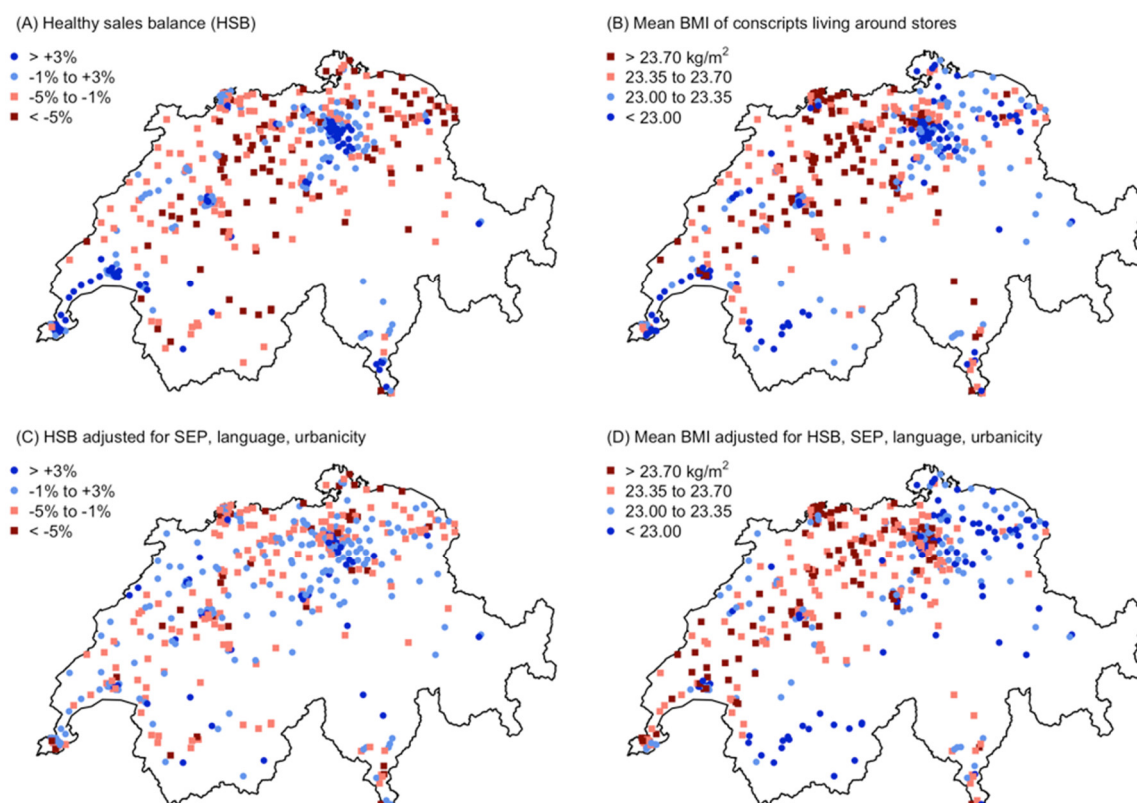 (A) Healthy sales balance (HSB)
> +3%
-1% to +3%
-5% to -1%
< -5%
(B) Mean BMI of conscripts living around stores
> 23.70 kg/m²
23.35 to 23.70
23.00 to 23.35
< 23.00
(C) HSB adjusted for SEP, language, urbanicity
> +3%
-1% to +3%
-5% to -1%
< -5%
(D) Mean BMI adjusted for HSB, SEP, language, urbanicity
> 23.70 kg/m²
23.35 to 23.70
23.00 to 23.35
< 23.00